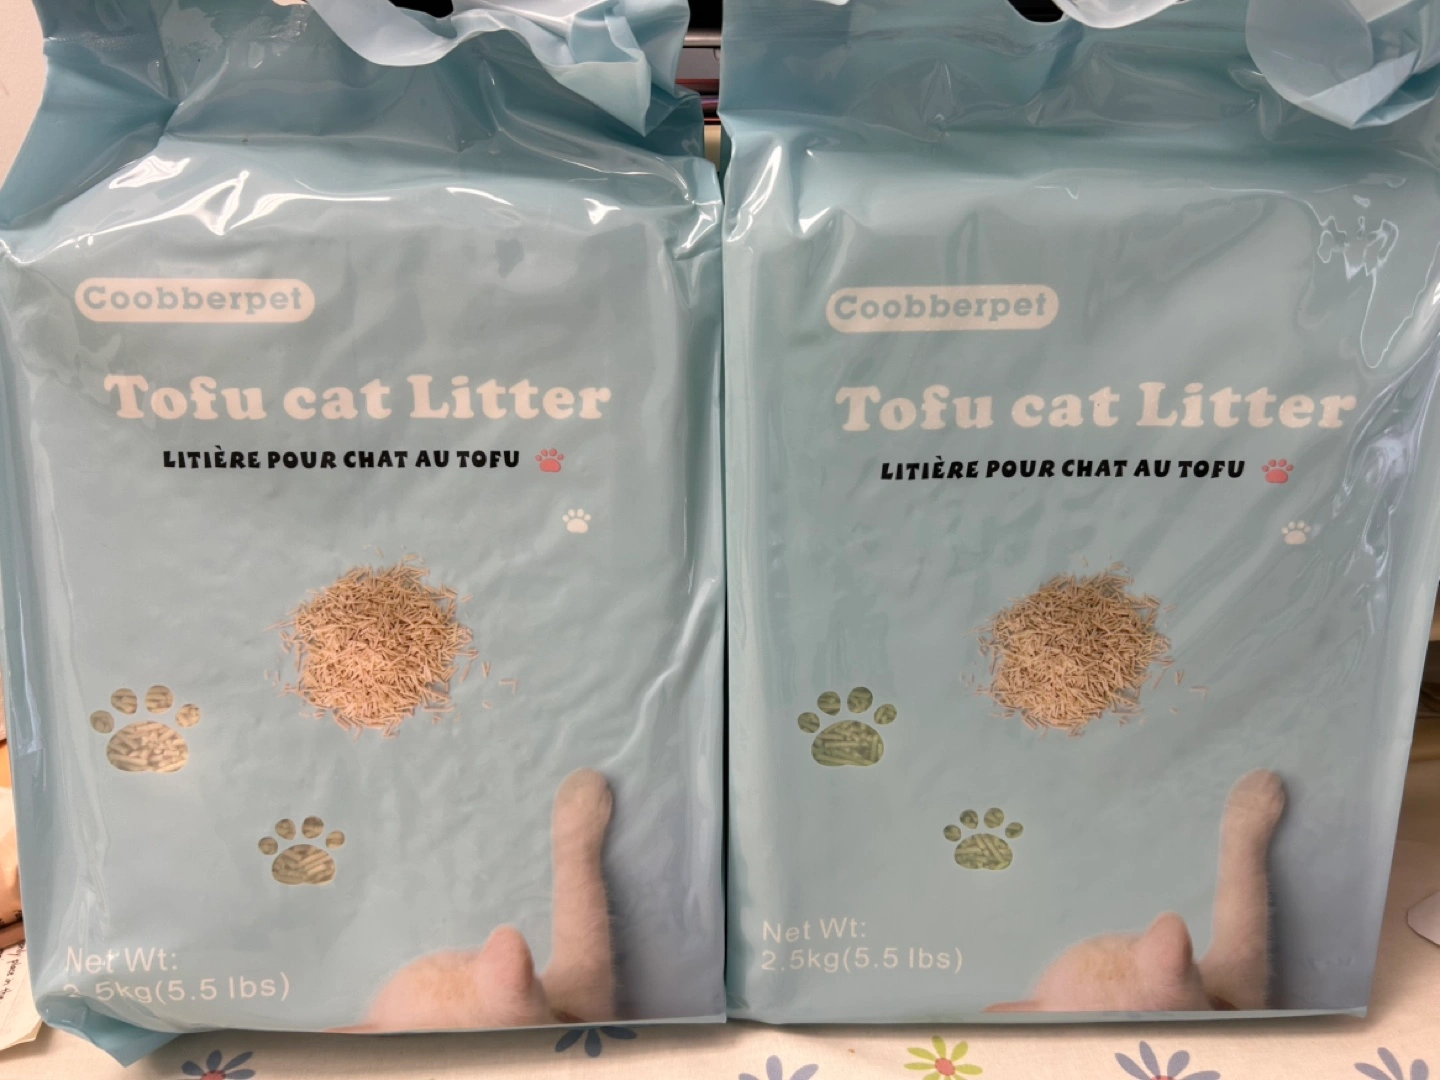 Coobberpet
Tofu cat Litter
LITIÈRE POUR CHAT AU TOFU
Net Wt:
2.5kg(5.5 lbs)
Coobberpet
Tofu cat Litter
LITIÈRE POUR CHAT AU TOFU
Net Wt:
2.5kg(5.5 lbs)